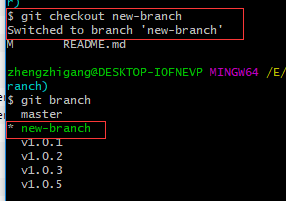 r)
$ git checkout new-branch
Switched to branch 'new-branch'
M README.md
zhengzhigang@DESKTOP-IOFNEVP MINGW64 /E/
ranch)
$ git branch
master
* new-branch
v1.0.1
v1.0.2
v1.0.3
v1.0.5